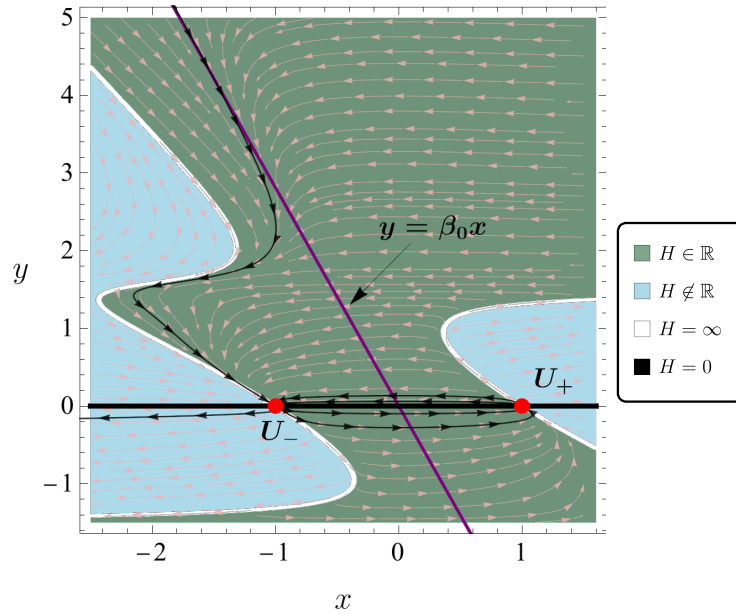 5
4
3
2
1
0
−1
−2
−1
0
1
y
x
y = β₀x
U₊
U₋
H ∈ ℝ
H ∉ ℝ
H = ∞
H = 0